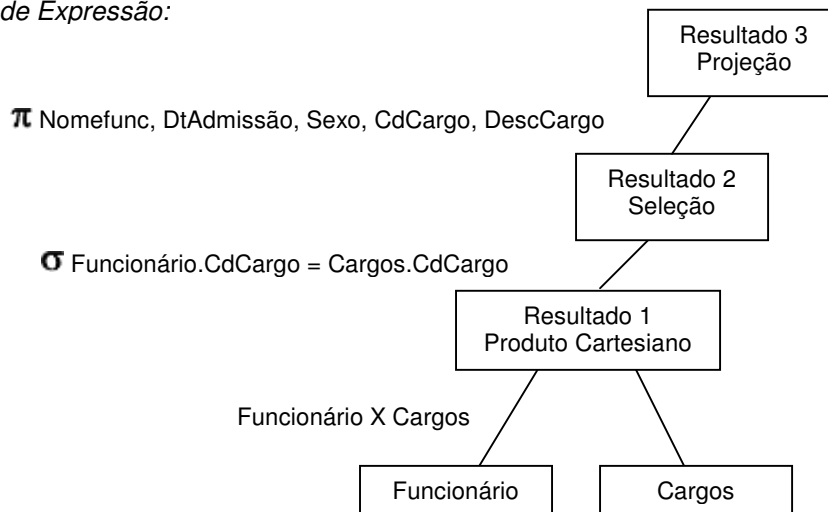 de Expressão:
Resultado 3
Projeção
π Nomefunc, DtAdmissão, Sexo, CdCargo, DescCargo
Resultado 2
Seleção
σ Funcionário.CdCargo = Cargos.CdCargo
Resultado 1
Produto Cartesiano
Funcionário X Cargos
Funcionário
Cargos